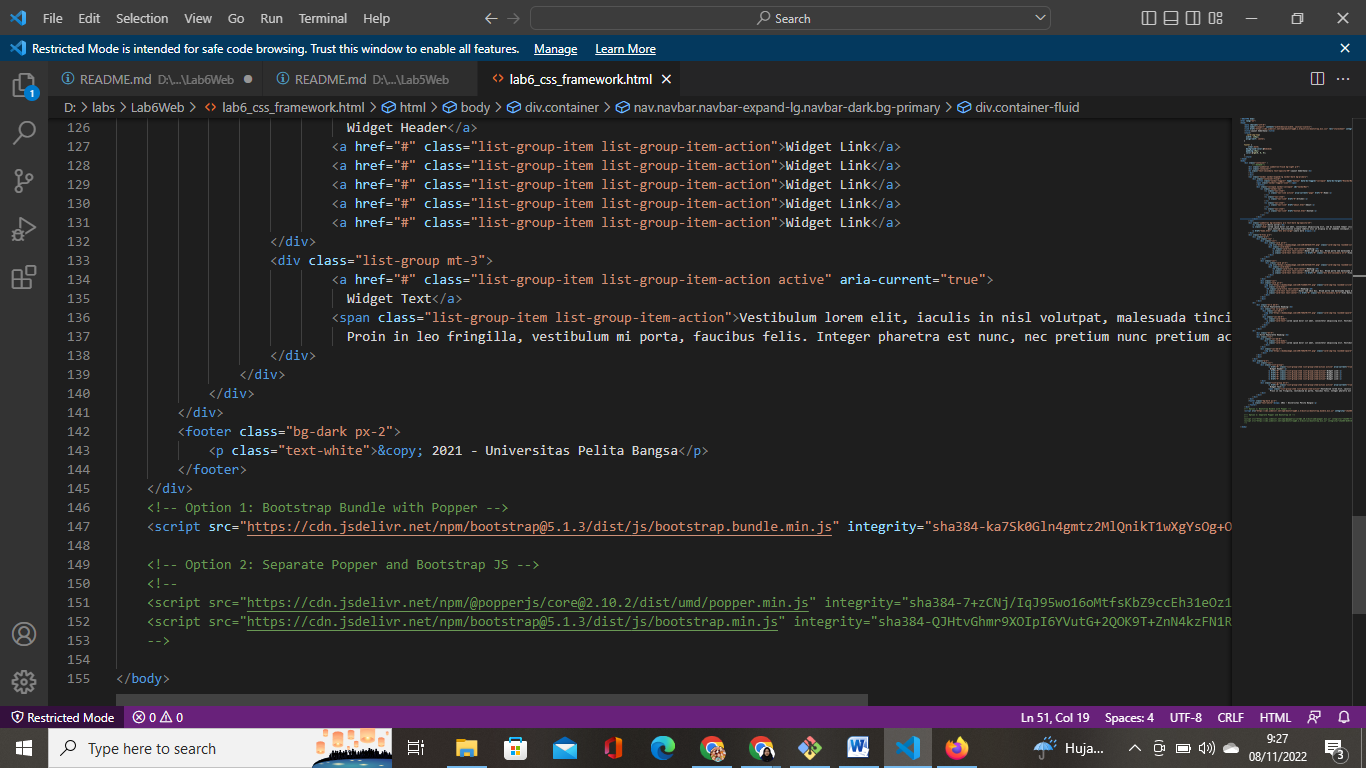 File Edit Selection View Go Run Terminal Help Search
Restricted Mode is intended for safe code browsing. Trust this window to enable all features. Manage Learn More
README.md D:\...\Lab6Web README.md D:\...\Lab5Web lab6_css_framework.html
D: > labs > Lab6Web > lab6_css_framework.html > html > body > div.container > nav.navbar.navbar-expand-lg.navbar-dark.bg-primary > div.container-fluid
1
126 Widget Header</a>
127 <a href="#" class="list-group-item list-group-item-action">Widget Link</a>
128 <a href="#" class="list-group-item list-group-item-action">Widget Link</a>
129 <a href="#" class="list-group-item list-group-item-action">Widget Link</a>
130 <a href="#" class="list-group-item list-group-item-action">Widget Link</a>
131 <a href="#" class="list-group-item list-group-item-action">Widget Link</a>
132 </div>
133 <div class="list-group mt-3">
134 <a href="#" class="list-group-item list-group-item-action active" aria-current="true">
135 Widget Text</a>
136 <span class="list-group-item list-group-item-action">Vestibulum lorem elit, iaculis in nisl volutpat, malesuada tinci
137 Proin in leo fringilla, vestibulum mi porta, faucibus felis. Integer pharetra est nunc, nec pretium nunc pretium ac
138 </div>
139 </div>
140 </div>
141 </div>
142 <footer class="bg-dark px-2">
143 <p class="text-white">&copy; 2021 - Universitas Pelita Bangsa</p>
144 </footer>
145 </div>
146 <!-- Option 1: Bootstrap Bundle with Popper -->
147 <script src="https://cdn.jsdelivr.net/npm/bootstrap@5.1.3/dist/js/bootstrap.bundle.min.js" integrity="sha384-ka7Sk0Gln4gmtz2MlQnikT1wXgYsOg+O
148
149 <!-- Option 2: Separate Popper and Bootstrap JS -->
150 <!--
151 <script src="https://cdn.jsdelivr.net/npm/@popperjs/core@2.10.2/dist/umd/popper.min.js" integrity="sha384-7+zCNj/IqJ95wo16oMtfsKbZ9ccEh31eOz1
152 <script src="https://cdn.jsdelivr.net/npm/bootstrap@5.1.3/dist/js/bootstrap.min.js" integrity="sha384-QJHtvGhmr9XOIpI6YVutG+2QOK9T+ZnN4kzFN1R
153 -->
154
155 </body>
Restricted Mode 0 0 Ln 51, Col 19 Spaces: 4 UTF-8 CRLF HTML
Type here to search Huja... 9:27
08/11/2022 3